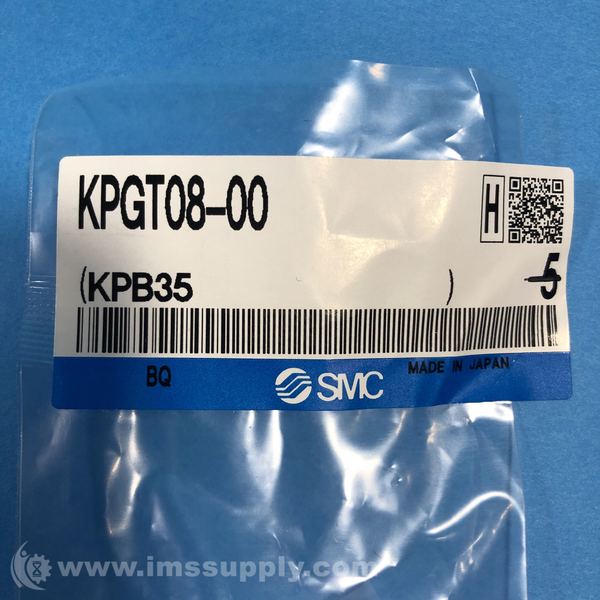 KPGT08-00
H
(KPB35 ) 5
BQ
SMC
MADE IN JAPAN
www.imssupply.com